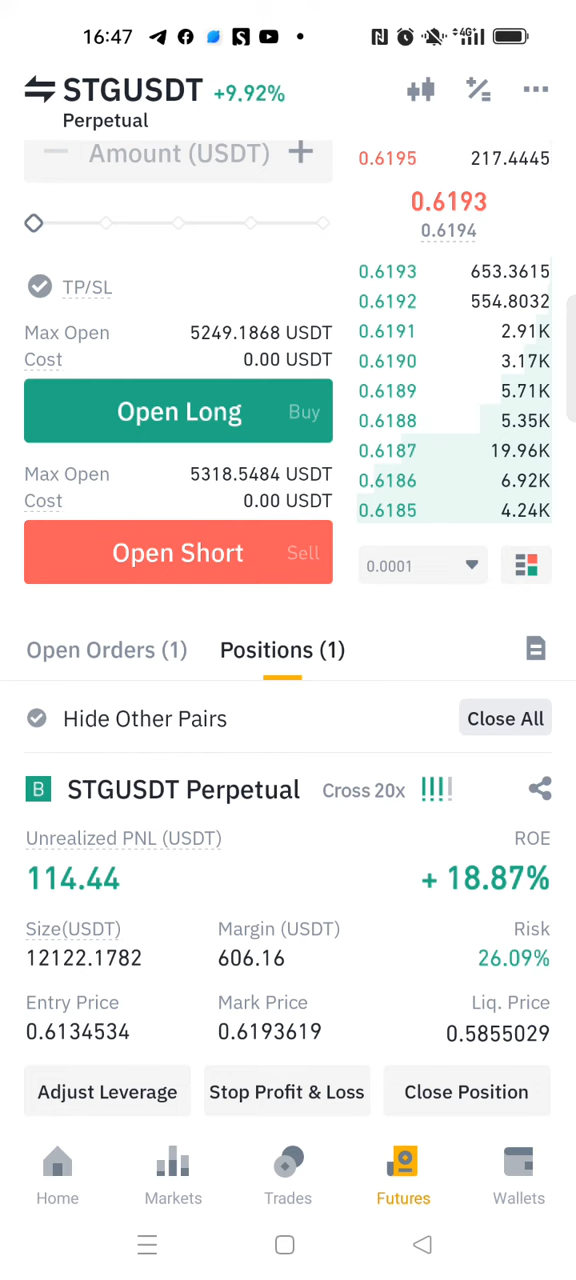 16:47
4G
STGUSDT +9.92%
Perpetual
Amount (USDT)
0.6195 217.4445
0.6193
0.6194
TP/SL
Max Open 5249.1868 USDT
Cost 0.00 USDT
Open Long Buy
Max Open 5318.5484 USDT
Cost 0.00 USDT
Open Short Sell
0.6193 653.3615
0.6192 554.8032
0.6191 2.91K
0.6190 3.17K
0.6189 5.71K
0.6188 5.35K
0.6187 19.96K
0.6186 6.92K
0.6185 4.24K
0.0001
Open Orders (1) Positions (1)
Hide Other Pairs Close All
B STGUSDT Perpetual Cross 20x
Unrealized PNL (USDT) ROE
114.44 + 18.87%
Size(USDT) Margin (USDT) Risk
12122.1782 606.16 26.09%
Entry Price Mark Price Liq. Price
0.6134534 0.6193619 0.5855029
Adjust Leverage Stop Profit & Loss Close Position
Home Markets Trades Futures Wallets